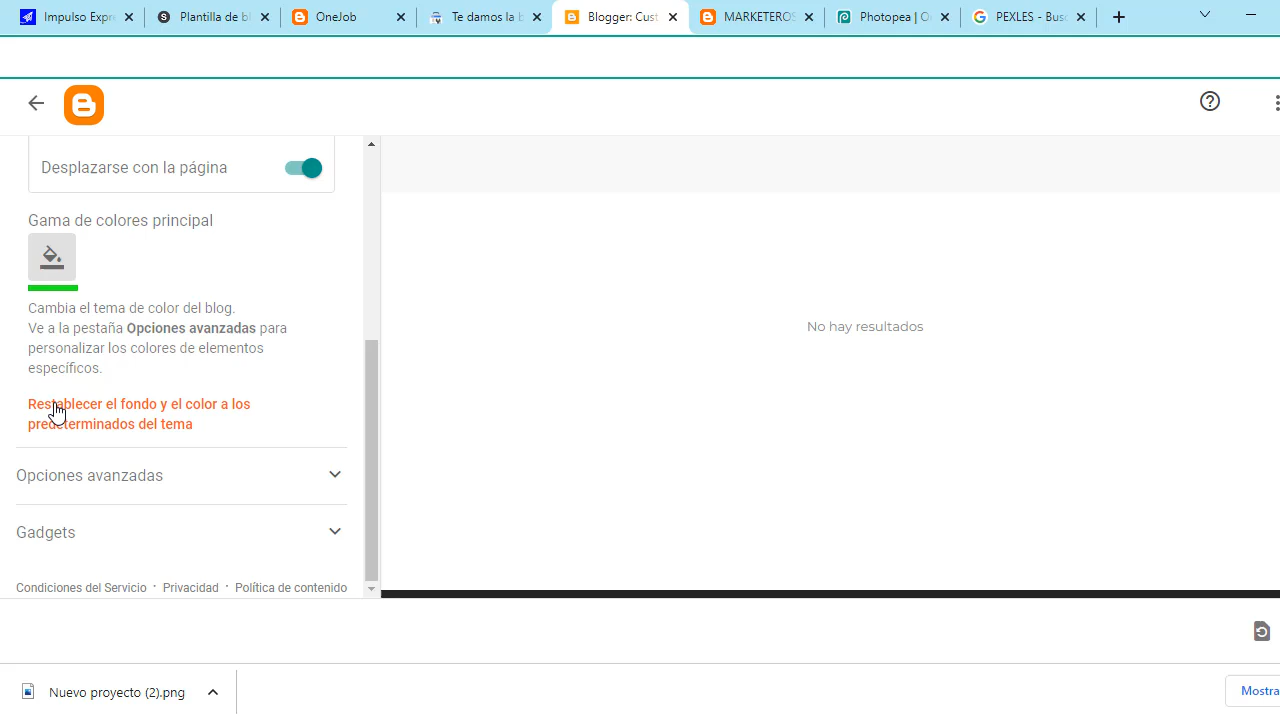 Impulso Expr
Plantilla de bl
OneJob
Te damos la b
Blogger: Cust
MARKETEROS
Photopea | O
PEXLES - Bus
Desplazarse con la página
Gama de colores principal
Cambia el tema de color del blog.
Ve a la pestaña Opciones avanzadas para
personalizar los colores de elementos
específicos.
Restablecer el fondo y el color a los
predeterminados del tema
Opciones avanzadas
Gadgets
Condiciones del Servicio · Privacidad · Política de contenido
No hay resultados
Nuevo proyecto (2).png
Mostra